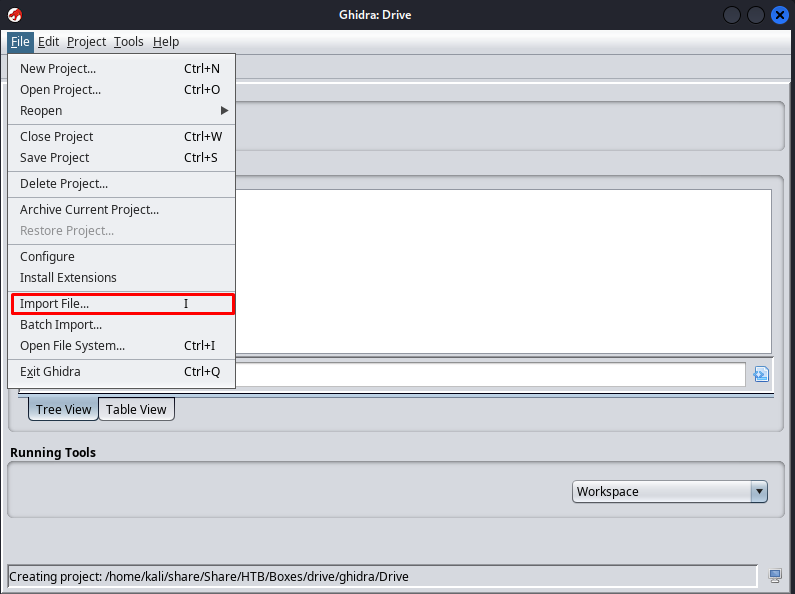 Ghidra: Drive
File Edit Project Tools Help
New Project... Ctrl+N
Open Project... Ctrl+O
Reopen
Close Project Ctrl+W
Save Project Ctrl+S
Delete Project...
Archive Current Project...
Restore Project...
Configure
Install Extensions
Import File... I
Batch Import...
Open File System... Ctrl+I
Exit Ghidra Ctrl+Q
Tree View Table View
Running Tools
Workspace
Creating project: /home/kali/share/Share/HTB/Boxes/drive/ghidra/Drive